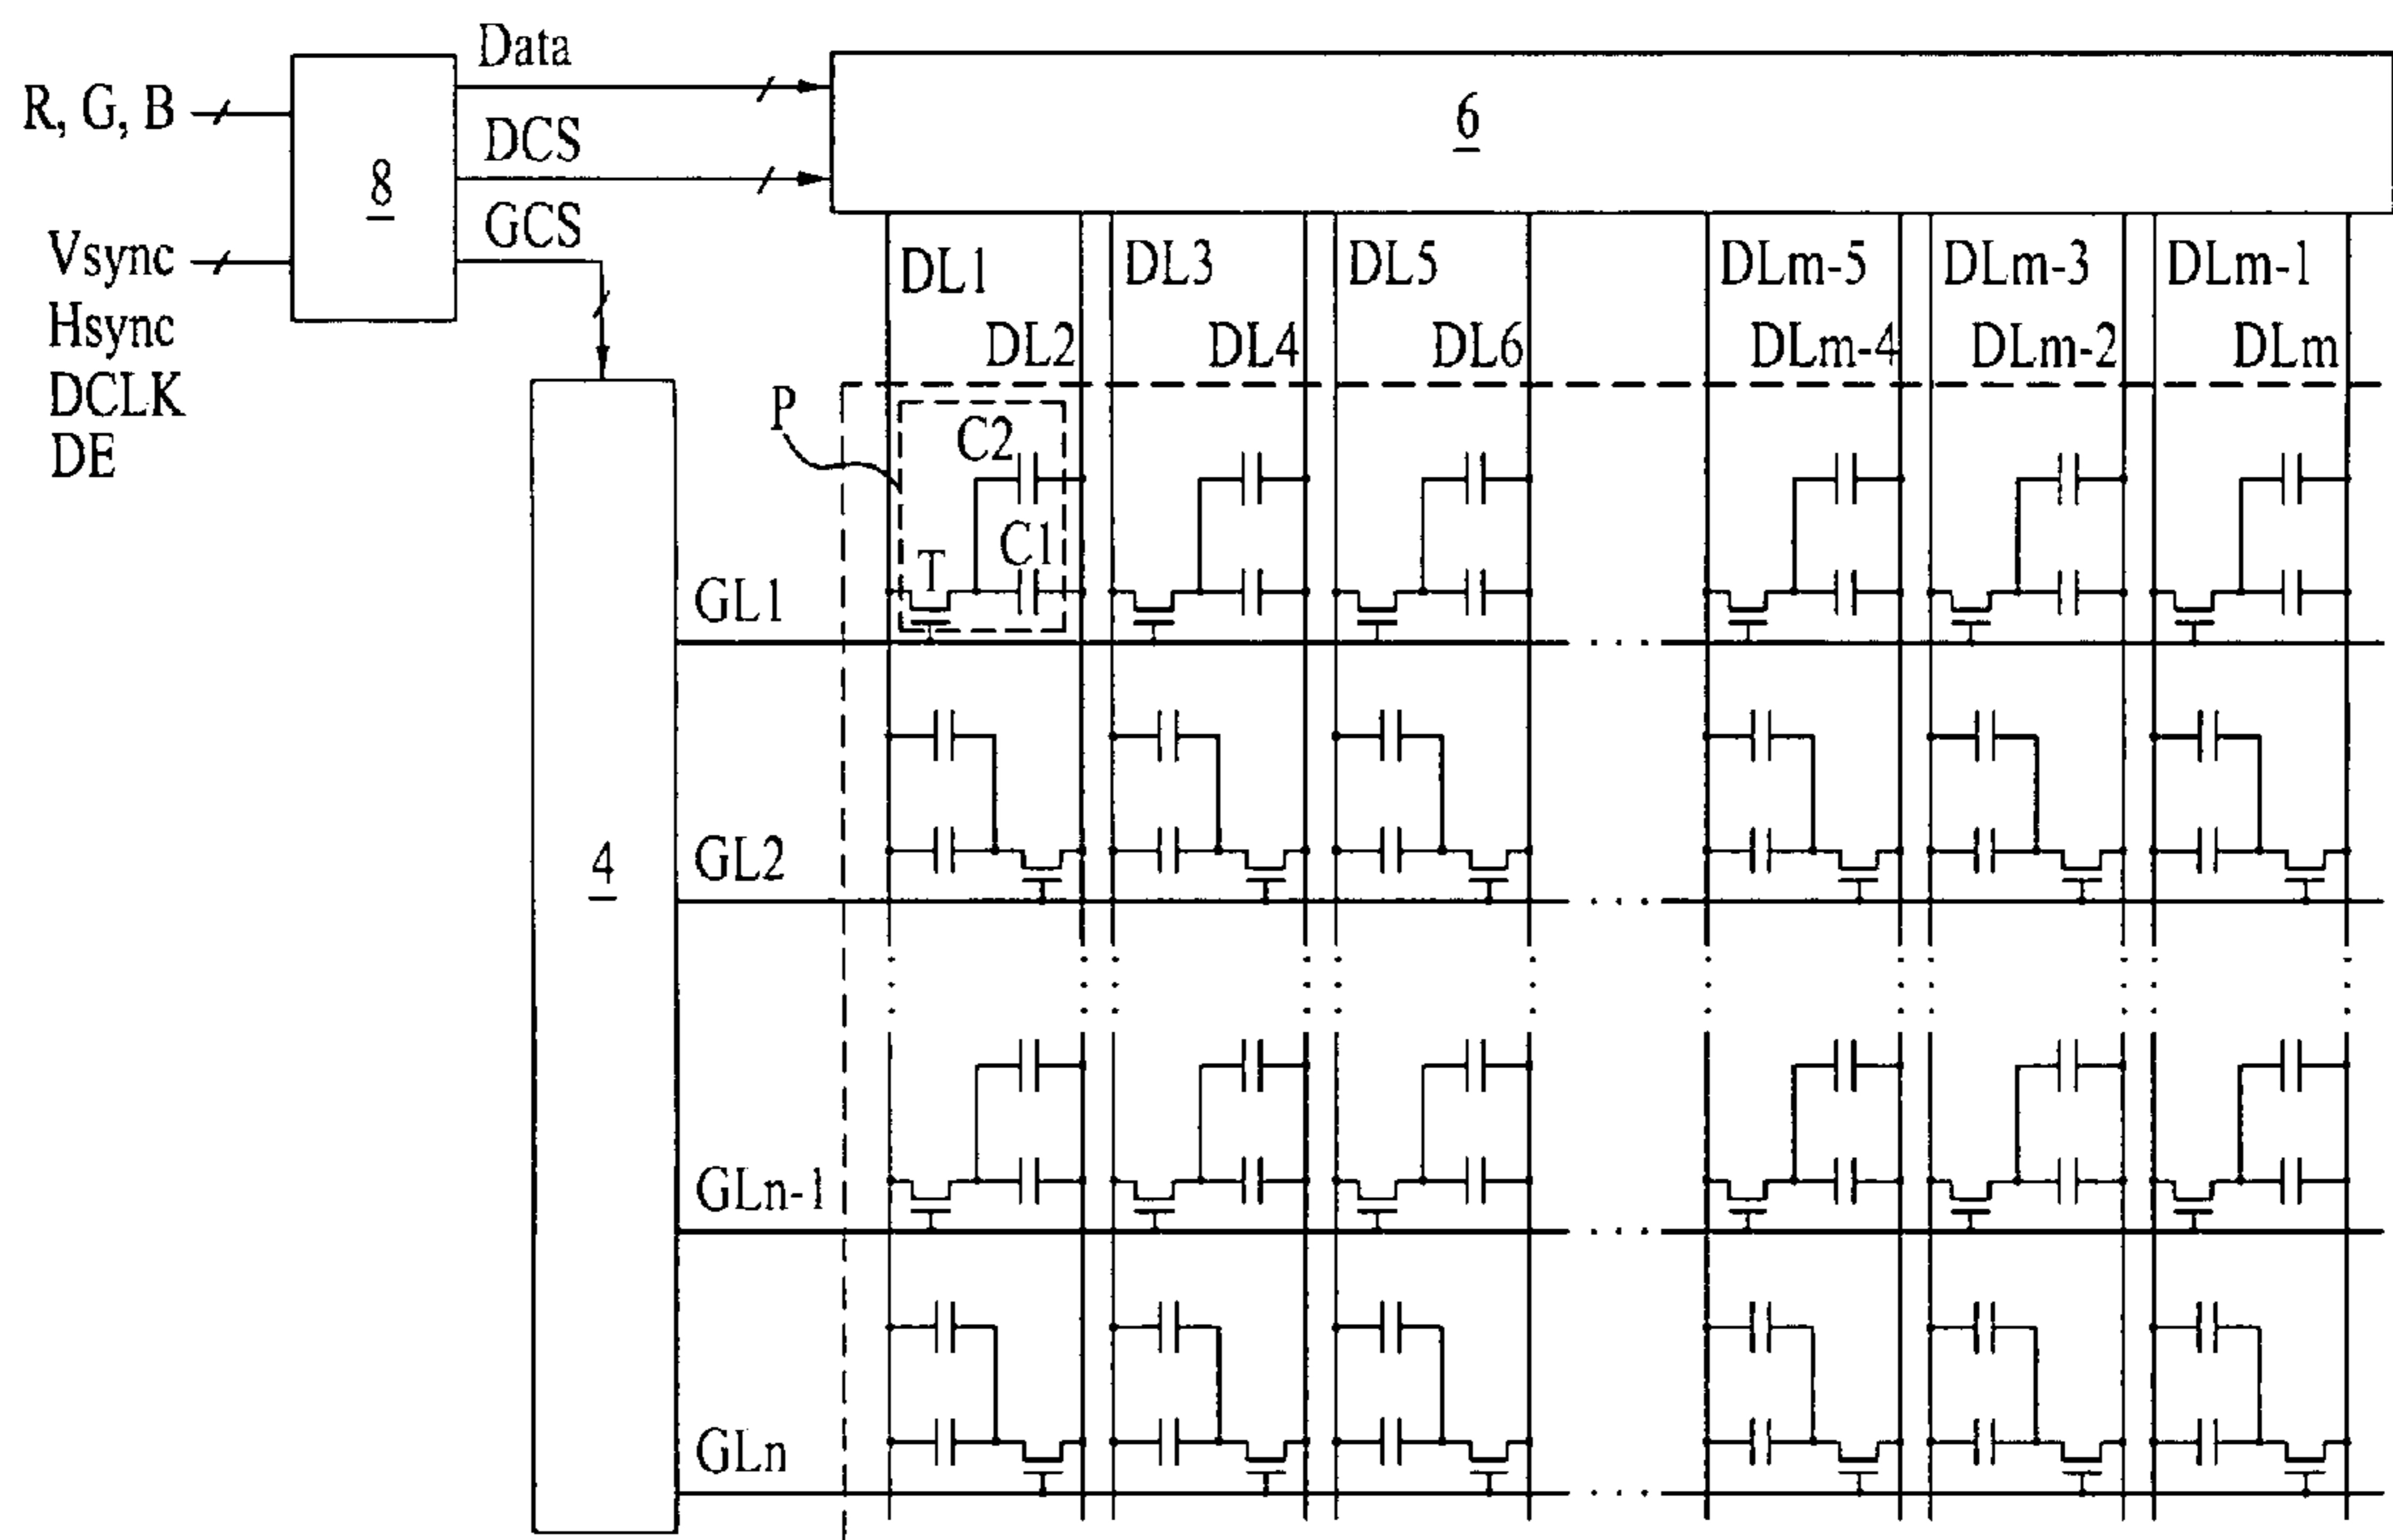 Data
R, G, B
DCS
8
GCS
6
Vsync
Hsync
DCLK
DE
DL1
DL3
DL5
DLm-5
DLm-3
DLm-1
DL2
DL4
DL6
DLm-4
DLm-2
DLm
P
C2
C1
T
GL1
GL2
4
GLn-1
GLn